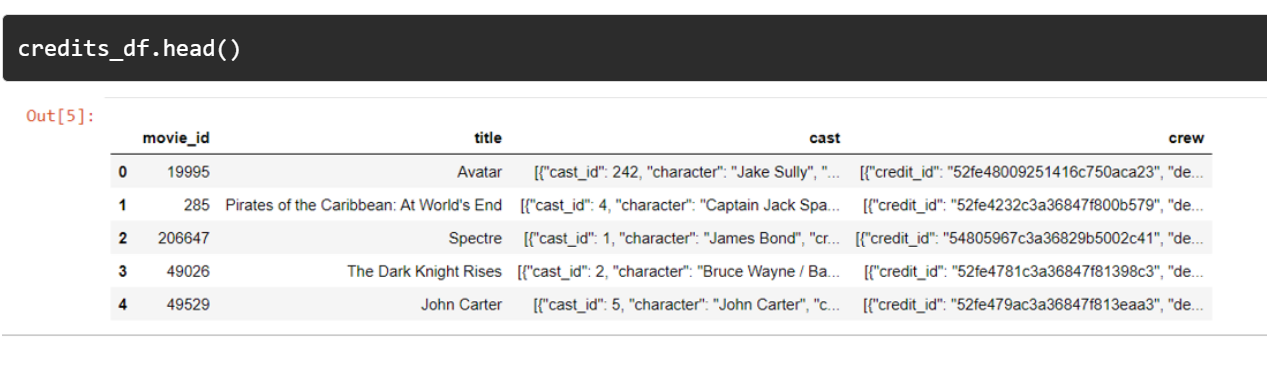 credits_df.head()
Out[5]:
movie_id title cast crew
0 19995 Avatar [{"cast_id": 242, "character": "Jake Sully", "... [{"credit_id": "52fe48009251416c750aca23", "de...
1 285 Pirates of the Caribbean: At World's End [{"cast_id": 4, "character": "Captain Jack Spa... [{"credit_id": "52fe4232c3a36847f800b579", "de...
2 206647 Spectre [{"cast_id": 1, "character": "James Bond", "cr... [{"credit_id": "54805967c3a36829b5002c41", "de...
3 49026 The Dark Knight Rises [{"cast_id": 2, "character": "Bruce Wayne / Ba... [{"credit_id": "52fe4781c3a36847f81398c3", "de...
4 49529 John Carter [{"cast_id": 5, "character": "John Carter", "c... [{"credit_id": "52fe479ac3a36847f813eaa3", "de...